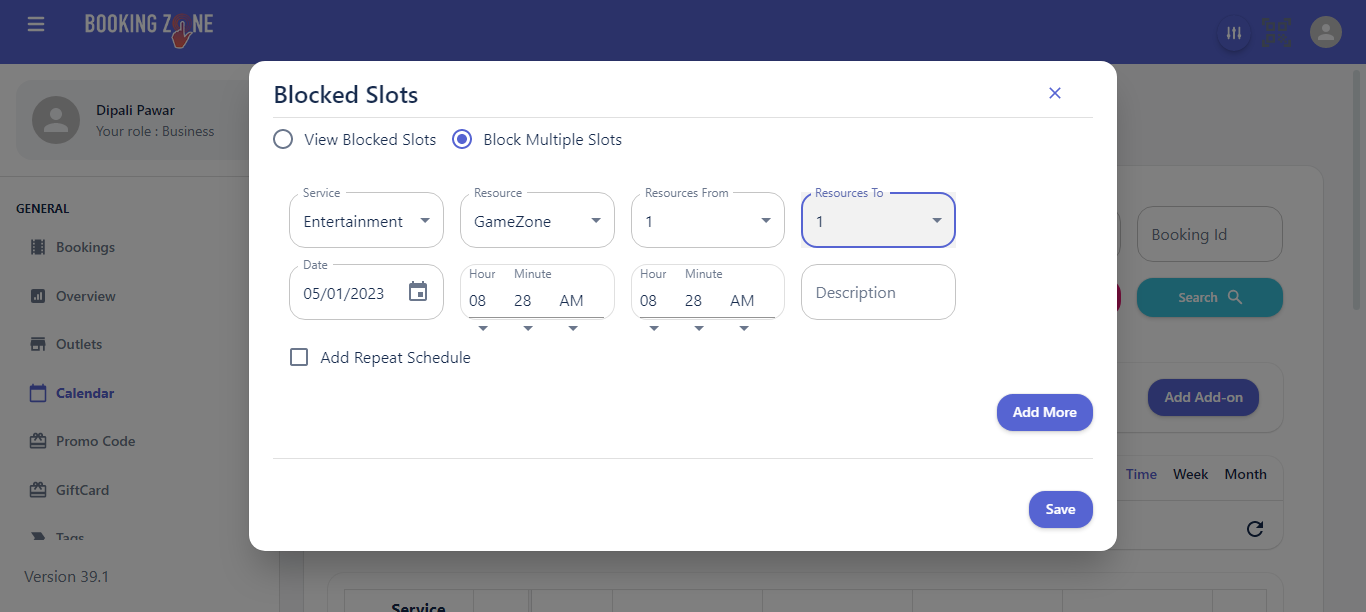 BOOKING ZONE
Dipali Pawar
Your role : Business
GENERAL
Bookings
Overview
Outlets
Calendar
Promo Code
GiftCard
Tags
Version 39.1
Blocked Slots
View Blocked Slots
Block Multiple Slots
Service
Entertainment
Resource
GameZone
Resources From
1
Resources To
1
Date
05/01/2023
Hour Minute
08 28 AM
Hour Minute
08 28 AM
Description
Add Repeat Schedule
Add More
Save
Booking Id
Search
Add Add-on
Time Week Month
Service